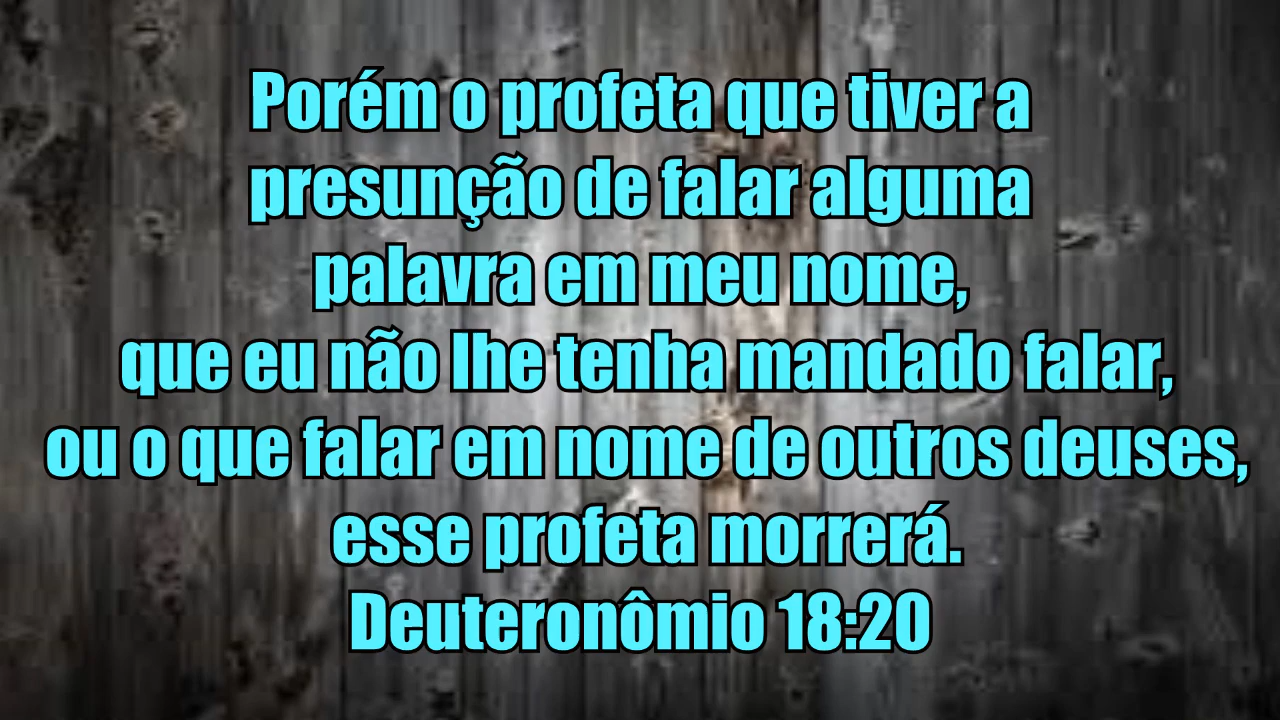 Porém o profeta que tiver a
presunção de falar alguma
palavra em meu nome,
que eu não lhe tenha mandado falar,
ou o que falar em nome de outros deuses,
esse profeta morrerá.
Deuteronômio 18:20